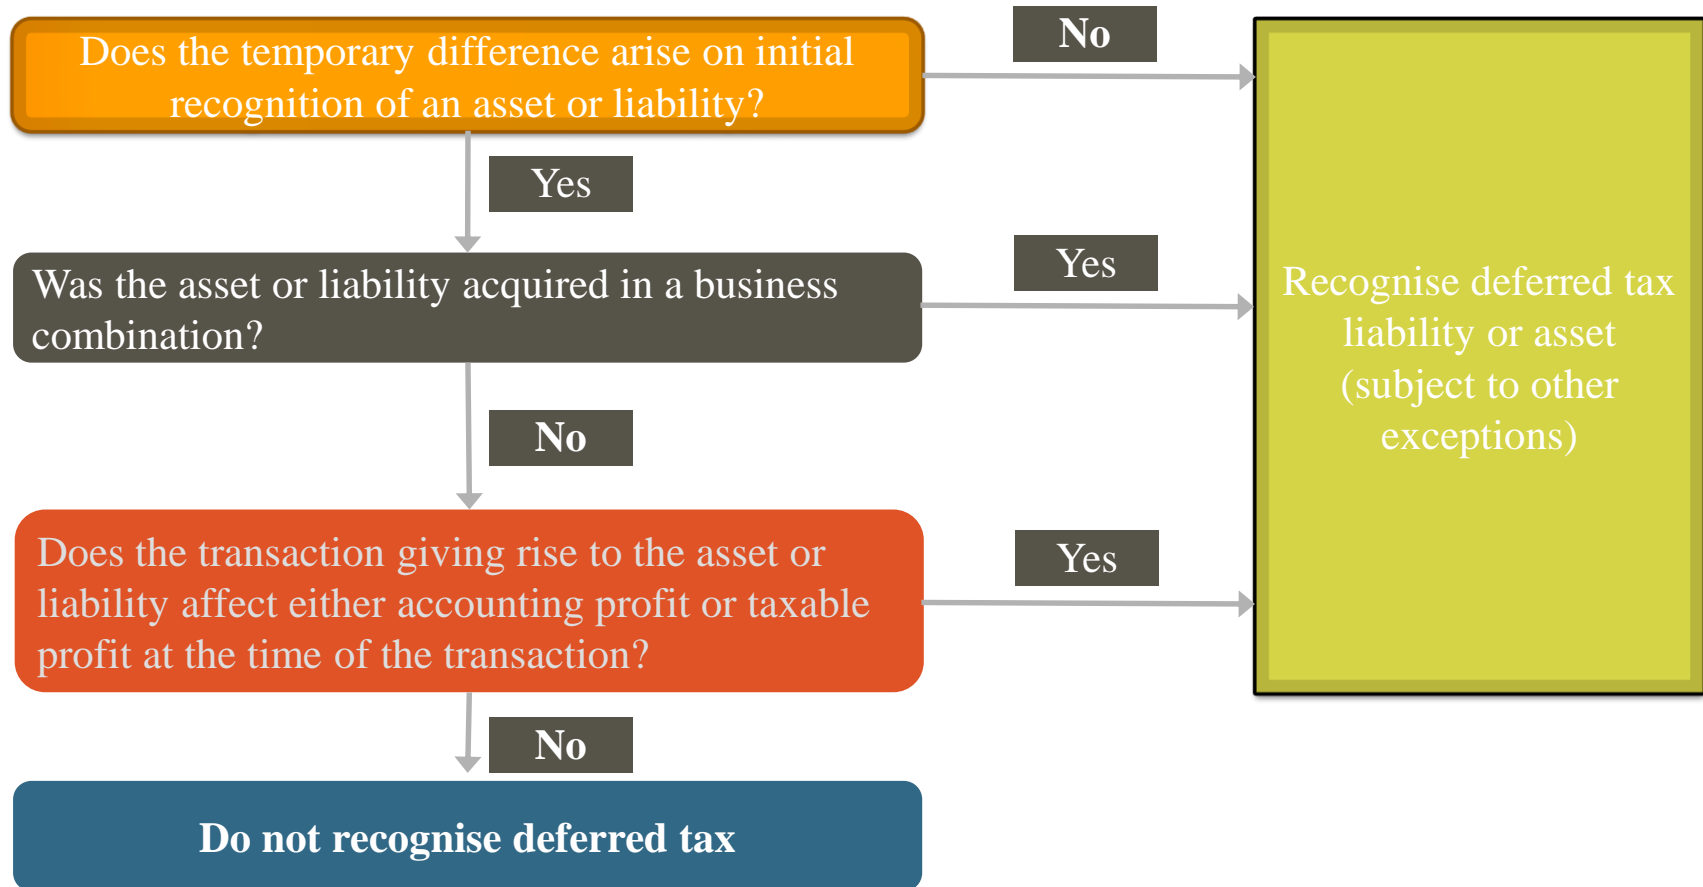 Does the temporary difference arise on initial
recognition of an asset or liability?
No
Yes
Was the asset or liability acquired in a business
combination?
Yes
No
Does the transaction giving rise to the asset or
liability affect either accounting profit or taxable
profit at the time of the transaction?
Yes
No
Do not recognise deferred tax
Recognise deferred tax
liability or asset
(subject to other
exceptions)